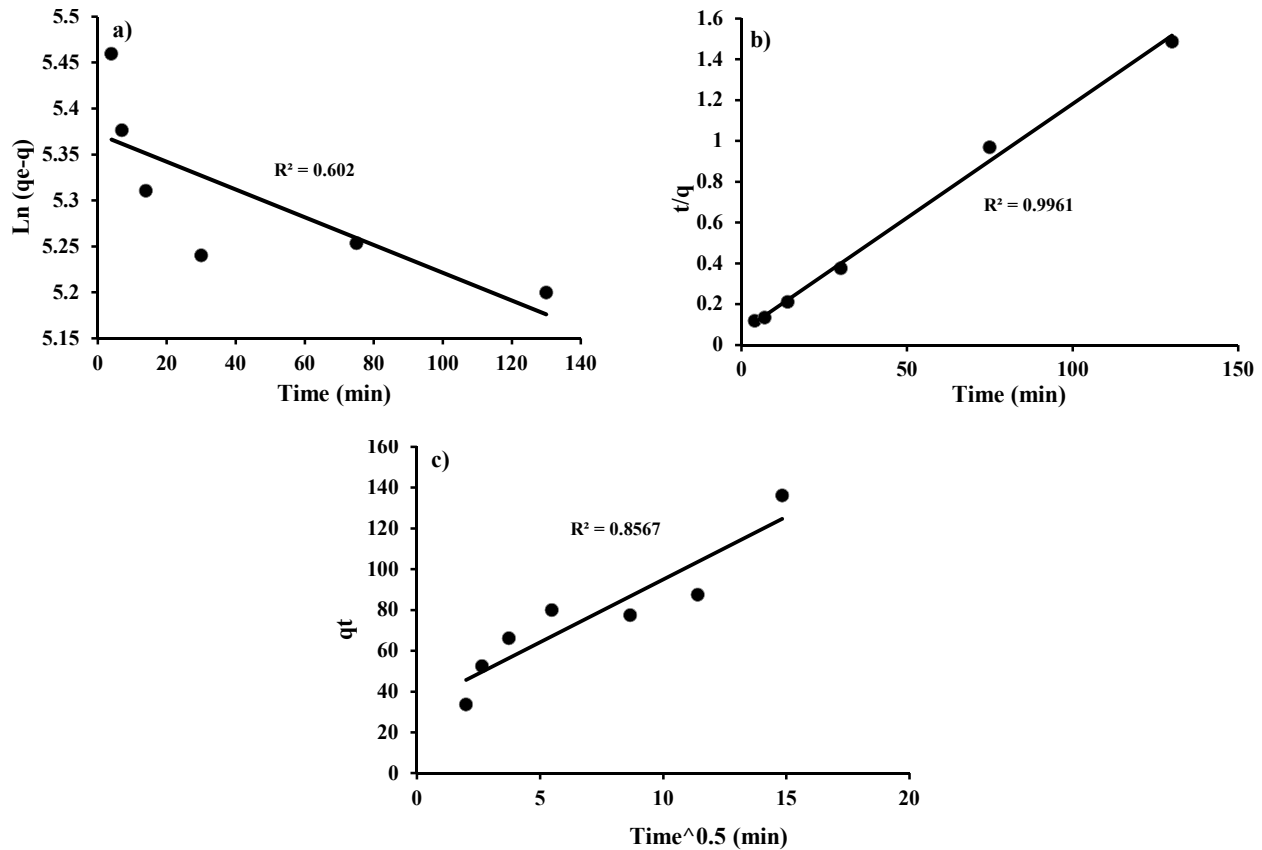 a)
5.5
5.45
5.4
5.35
5.3
5.25
5.2
5.15
Ln (qe-q)
R² = 0.602
0 20 40 60 80 100 120 140
Time (min)
b)
1.6
1.4
1.2
1
0.8
0.6
0.4
0.2
0
t/q
R² = 0.9961
0 50 100 150
Time (min)
c)
160
140
120
100
80
60
40
20
0
qt
R² = 0.8567
0 5 10 15 20
Time^0.5 (min)